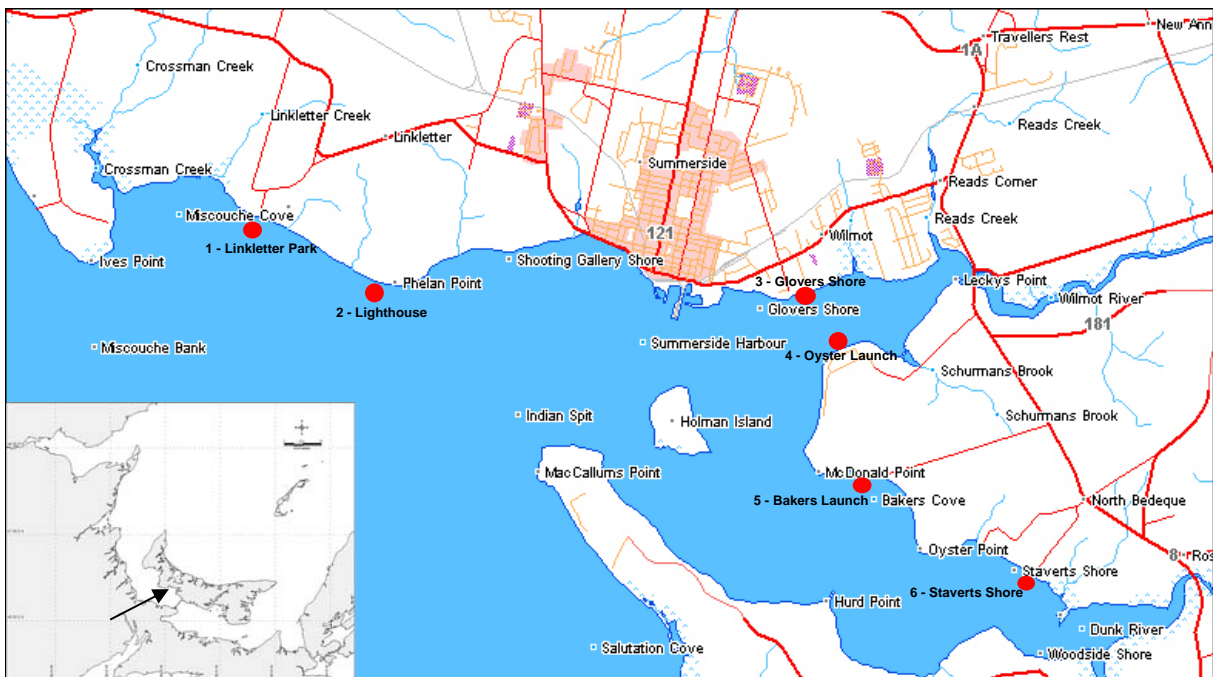 New Ann
Travellers Rest
1A
Crossman Creek
Linkletter Creek
Reads Creek
Linkletter
Summerside
Crossman Creek
Reads Corner
Miscouche Cove
Reads Creek
1 - Linkletter Park
121
Wilmot
Ives Point
Shooting Gallery Shore
Phelan Point
3 - Glovers Shore
Leckys Point
2 - Lighthouse
Glovers Shore
Wilmot River
181
Miscouche Bank
Summerside Harbour
4 - Oyster Launch
Schurmans Brook
Indian Spit
Holman Island
Schurmans Brook
MacCallums Point
McDonald Point
5 - Bakers Launch
Bakers Cove
North Bedeque
Oyster Point
8
Ros
Staverts Shore
6 - Staverts Shore
Hurd Point
Dunk River
Salutation Cove
Woodside Shore